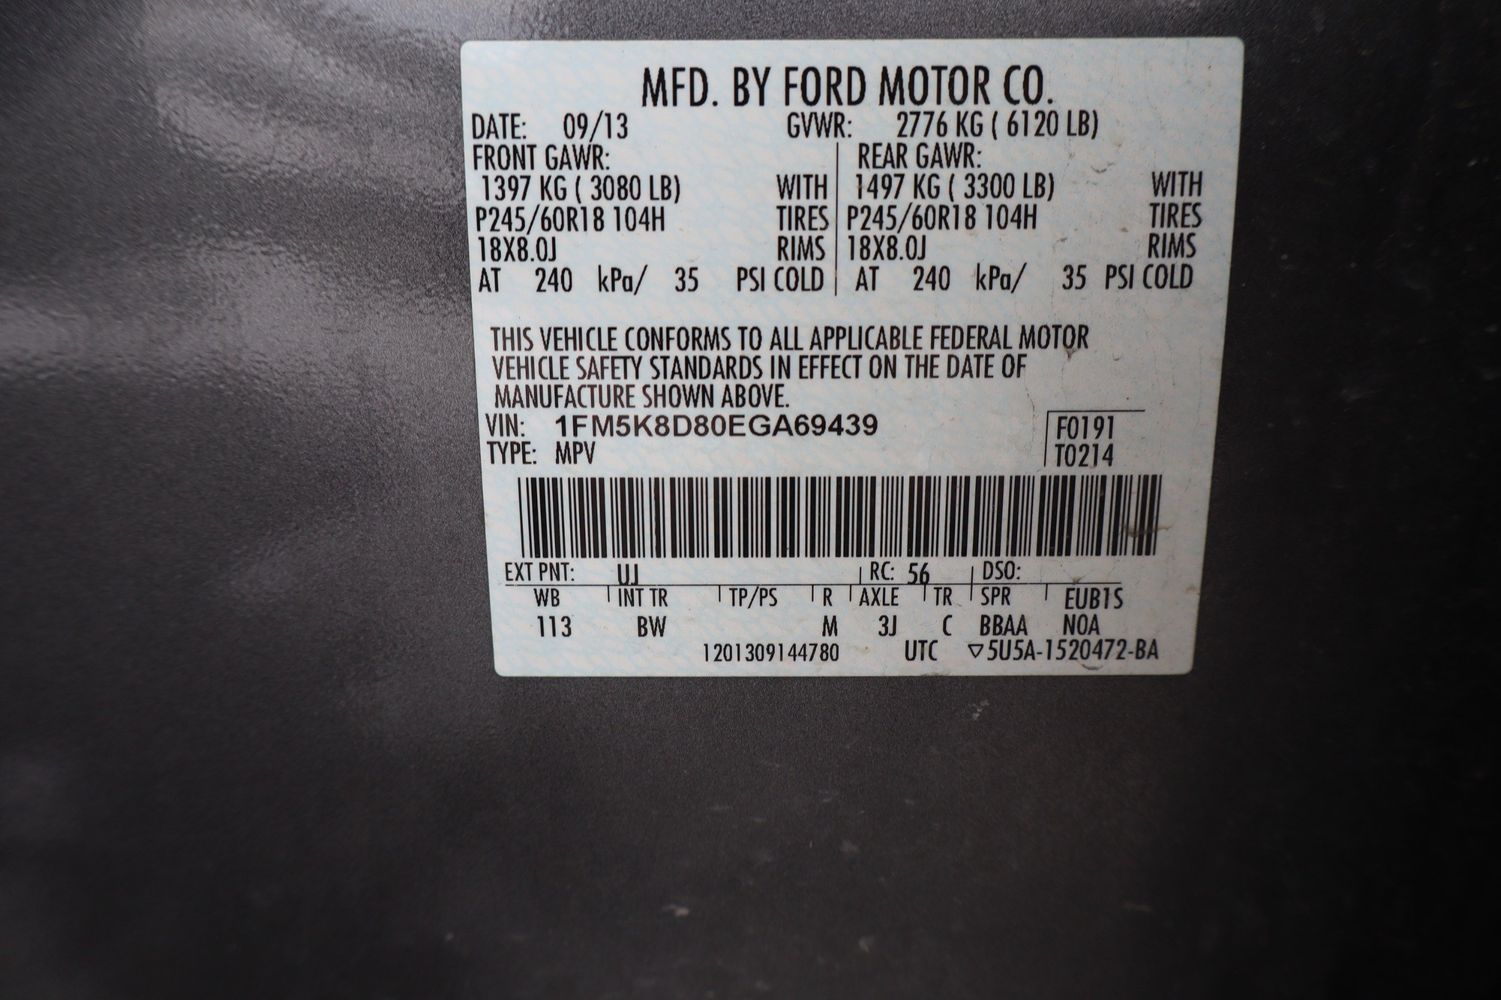 MFD. BY FORD MOTOR CO.
DATE: 09/13 GVWR: 2776 KG ( 6120 LB)
FRONT GAWR: REAR GAWR:
1397 KG ( 3080 LB) WITH 1497 KG ( 3300 LB) WITH
P245/60R18 104H TIRES P245/60R18 104H TIRES
18X8.0J RIMS 18X8.0J RIMS
AT 240 kPa/ 35 PSI COLD AT 240 kPa/ 35 PSI COLD
THIS VEHICLE CONFORMS TO ALL APPLICABLE FEDERAL MOTOR
VEHICLE SAFETY STANDARDS IN EFFECT ON THE DATE OF
MANUFACTURE SHOWN ABOVE.
VIN: 1FM5K8D80EGA69439 F0191
TYPE: MPV T0214
EXT PNT: UJ RC: 56 DSO:
WB INT TR TP/PS R AXLE TR SPR EUB1S
113 BW M 3J C BBAA NOA
1201309144780 UTC ▽5U5A-1520472-BA